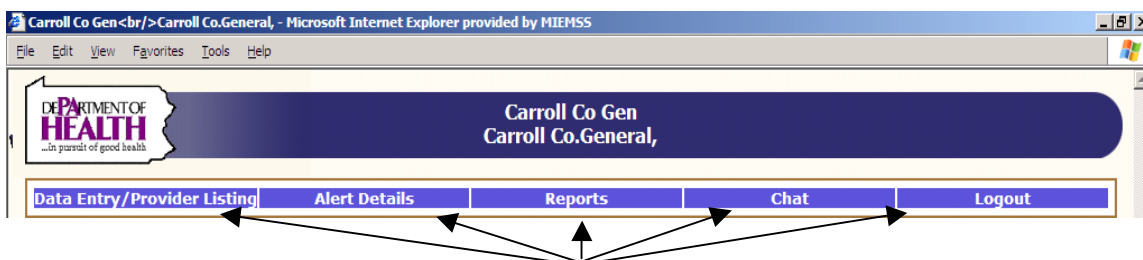 Carroll Co Gen<br/>Carroll Co.General, - Microsoft Internet Explorer provided by MIEMSS
File Edit View Favorites Tools Help
DEPARTMENT OF
HEALTH
...in pursuit of good health
Carroll Co Gen
Carroll Co.General,
Data Entry/Provider Listing Alert Details Reports Chat Logout